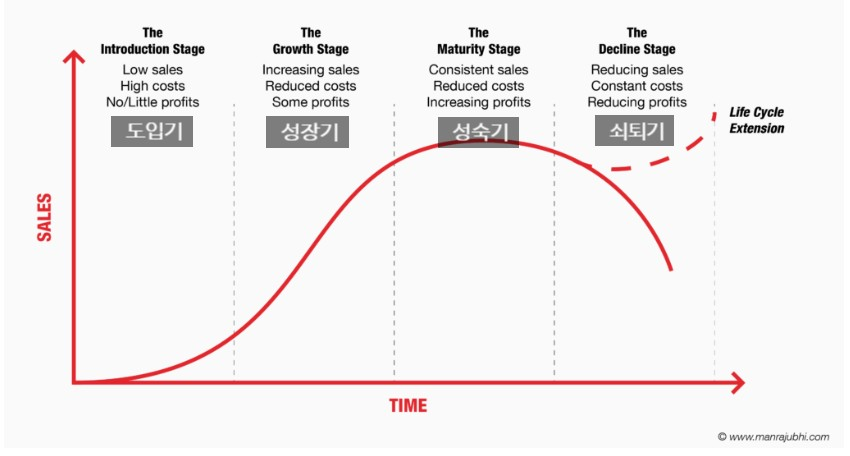 The
Introduction Stage
Low sales
High costs
No/Little profits
도입기
The
Growth Stage
Increasing sales
Reduced costs
Some profits
성장기
The
Maturity Stage
Consistent sales
Reduced costs
Increasing profits
성숙기
The
Decline Stage
Reducing sales
Constant costs
Reducing profits
쇠퇴기
Life Cycle
Extension
SALES
TIME
© www.manrajubhi.com